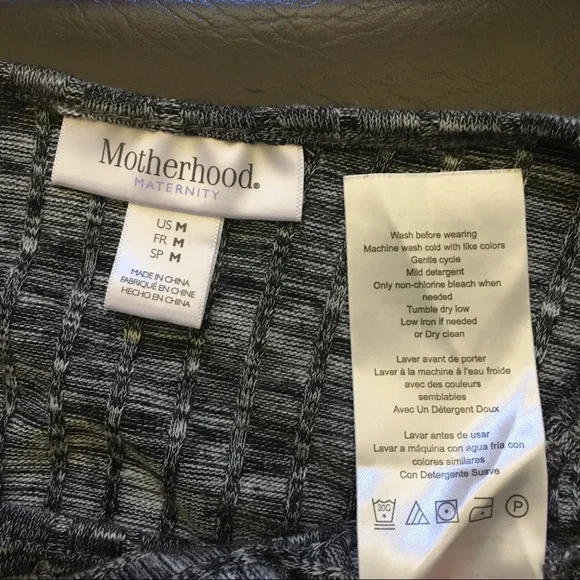 Motherhood®
MATERNITY
US M
FR M
SP M
MADE IN CHINA
FABRIQUÉ EN CHINE
HECHO EN CHINA
Wash before wearing
Machine wash cold with like colors
Gentle cycle
Mild detergent
Only non-chlorine bleach when
needed
Tumble dry low
Low iron if needed
or Dry clean
Laver avant de porter
Laver à la machine à l'eau froide
avec des couleurs
semblables
Avec Un Détergent Doux
Lavar antes de usar
Lavar a máquina con agua fría con
colores similares
Con Detergente Suave
30C
P